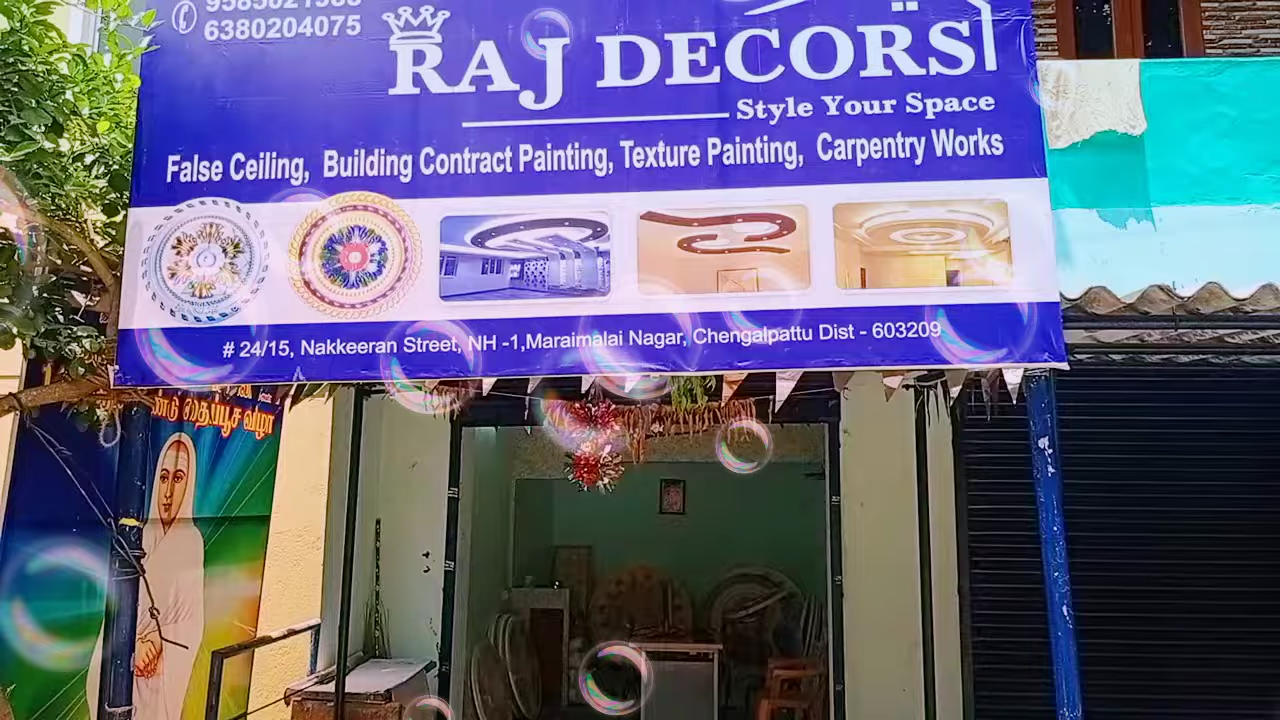 6380204075
RAJ DECORS
Style Your Space
False Ceiling, Building Contract Painting, Texture Painting, Carpentry Works
# 24/15, Nakkeeran Street, NH -1,Maraimalai Nagar, Chengalpattu Dist - 603209
தைப்பூச விழா